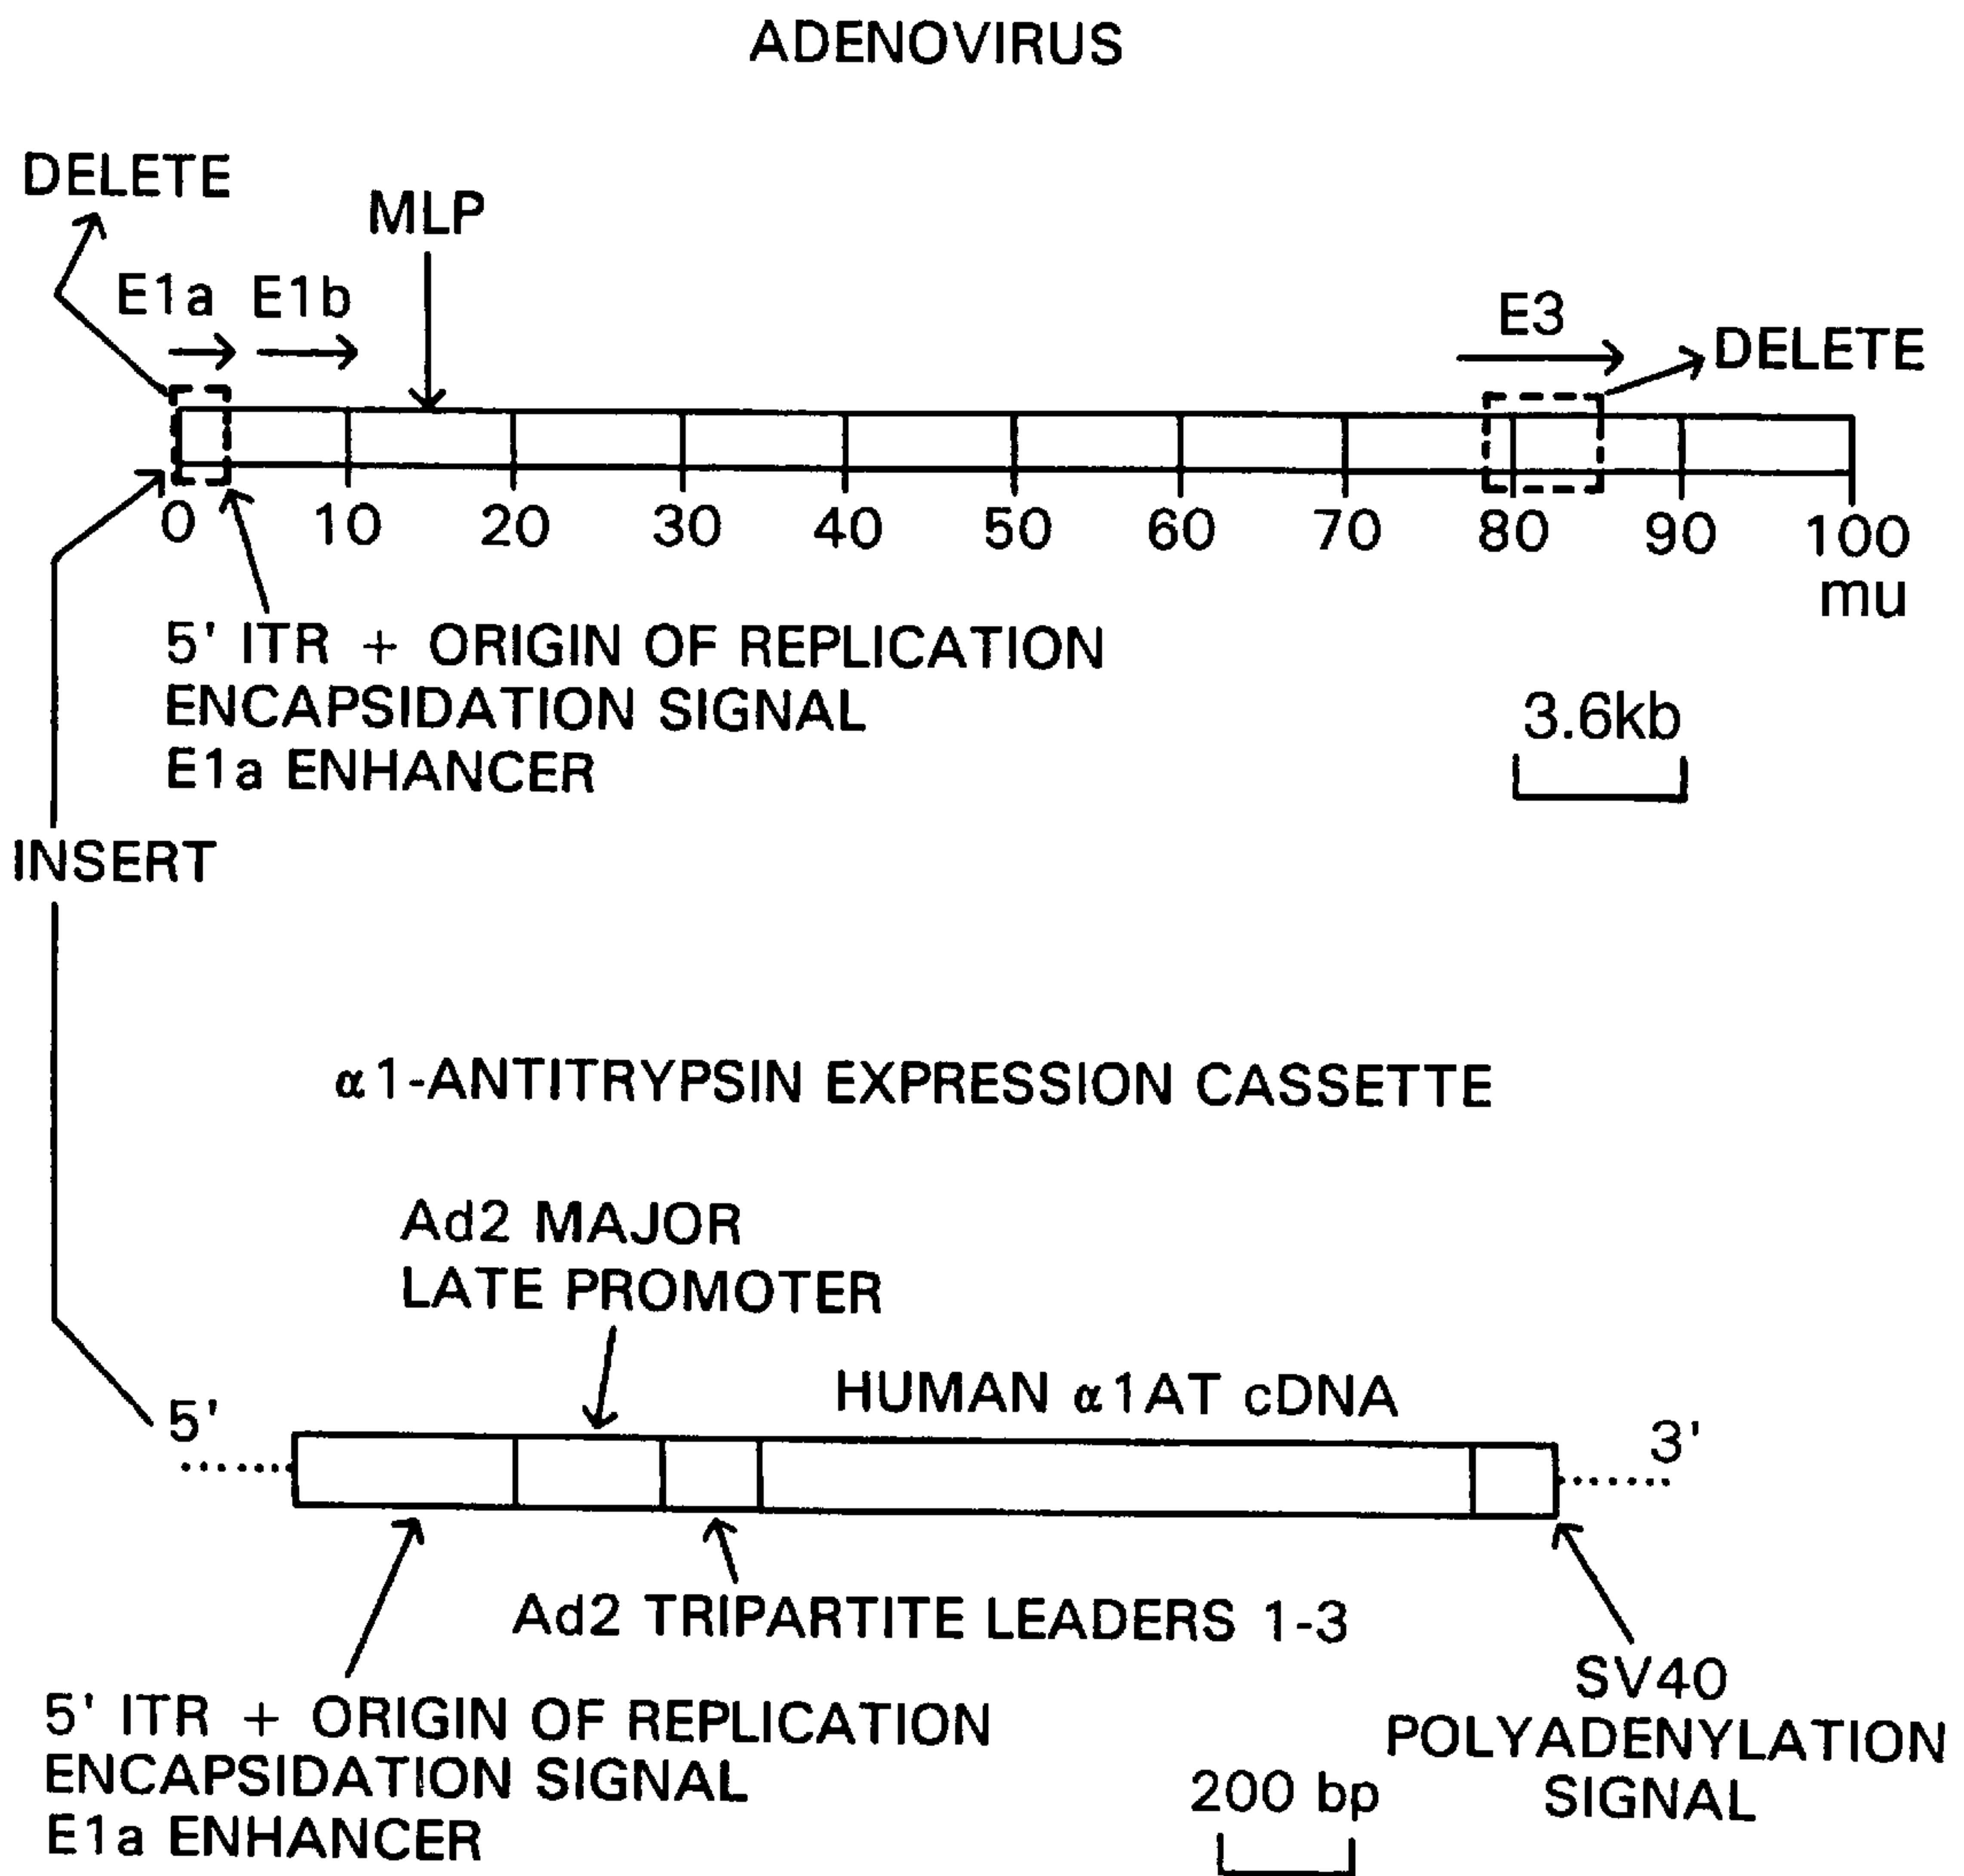 ADENOVIRUS
DELETE
MLP
E1a E1b
E3
DELETE
0 10 20 30 40 50 60 70 80 90 100
mu
5' ITR + ORIGIN OF REPLICATION
ENCAPSIDATION SIGNAL
E1a ENHANCER
3.6kb
INSERT
α1-ANTITRYPSIN EXPRESSION CASSETTE
Ad2 MAJOR
LATE PROMOTER
HUMAN α1AT cDNA
5'
3'
Ad2 TRIPARTITE LEADERS 1-3
5' ITR + ORIGIN OF REPLICATION
ENCAPSIDATION SIGNAL
E1a ENHANCER
SV40
POLYADENYLATION
SIGNAL
200 bp